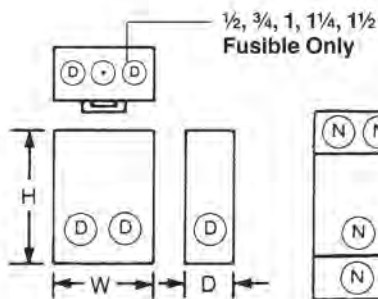 ½, ¾, 1, 1¼, 1½
Fusible Only
D D
N N
H
D D D N
N
W D